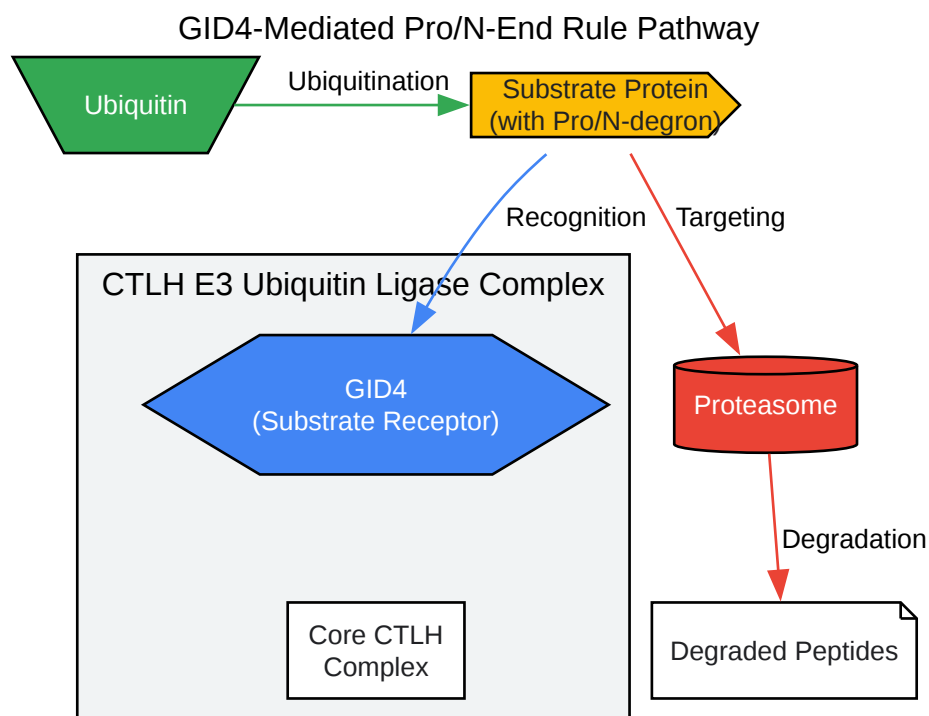 GID4-Mediated Pro/N-End Rule Pathway
Ubiquitin
Ubiquitination
Substrate Protein
(with Pro/N-degron)
Recognition
Targeting
CTLH E3 Ubiquitin Ligase Complex
GID4
(Substrate Receptor)
Proteasome
Degradation
Core CTLH
Complex
Degraded Peptides